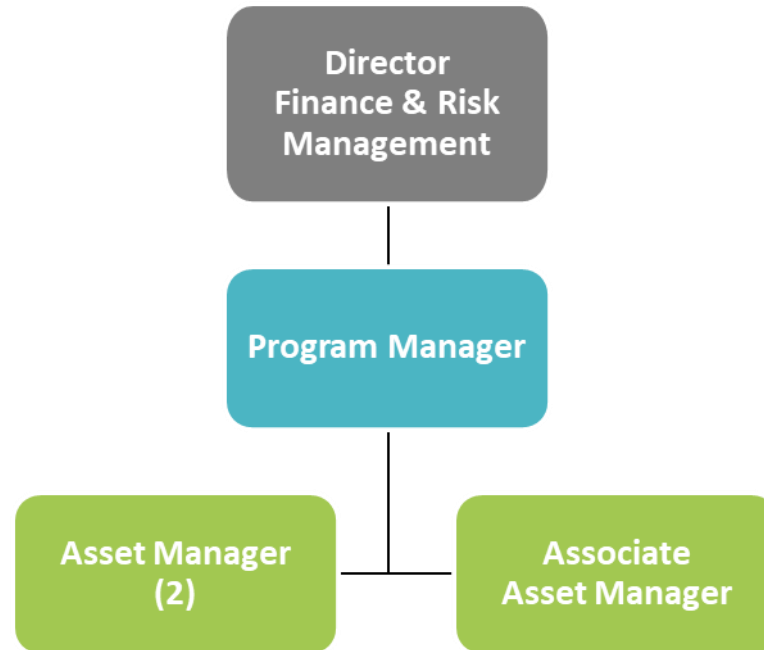 Director
Finance & Risk
Management
Program Manager
Asset Manager
(2)
Associate
Asset Manager